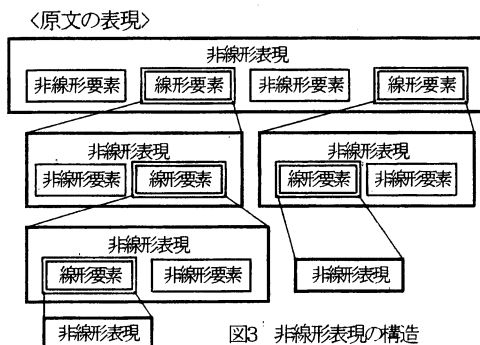 〈原文の表現〉
非線形表現
非線形要素 線形要素 非線形要素 線形要素
非線形表現 非線形表現
非線形要素 線形要素 線形要素 非線形要素
非線形表現
線形要素 非線形要素 非線形表現
非線形表現 図3 非線形表現の構造